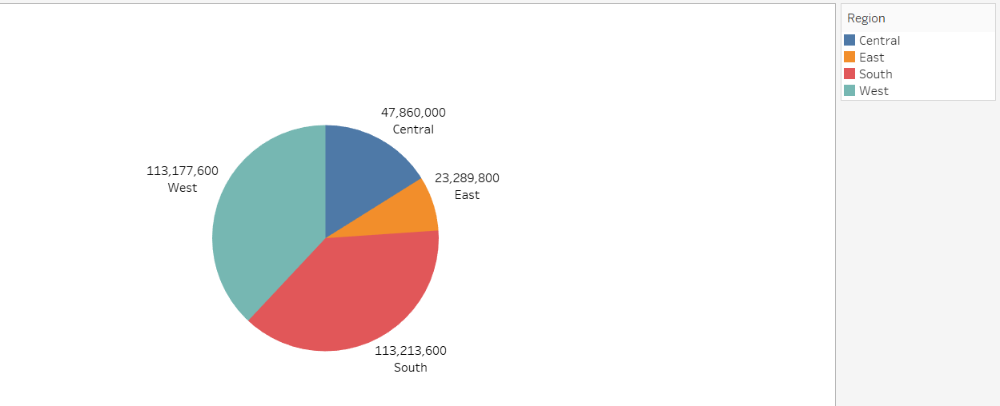 47,860,000
Central
23,289,800
East
113,177,600
West
113,213,600
South
Region
Central
East
South
West